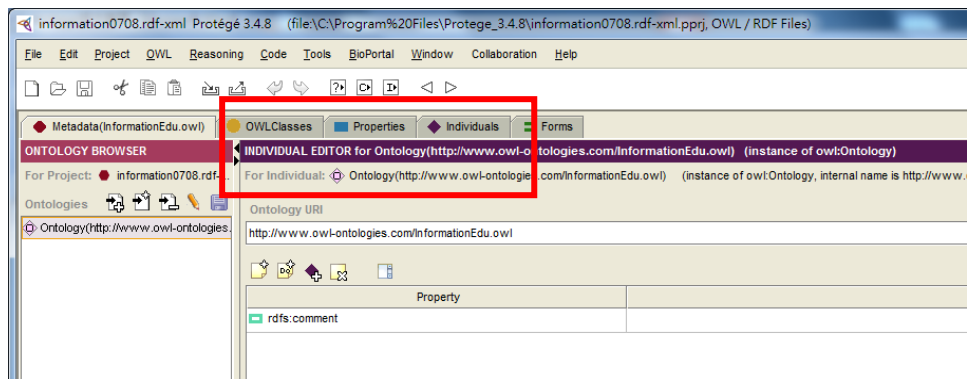 information0708.rdf-xml Protégé 3.4.8 (file:\C:\Program%20Files\Protege_3.4.8\information0708.rdf-xml.pprj, OWL / RDF Files)
File Edit Project OWL Reasoning Code Tools BioPortal Window Collaboration Help
Metadata(InformationEdu.owl) OWLClasses Properties Individuals Forms
ONTOLOGY BROWSER INDIVIDUAL EDITOR for Ontology(http://www.owl-ontologies.com/InformationEdu.owl) (instance of owl:Ontology)
For Project: information0708.rdf-... For Individual: Ontology(http://www.owl-ontologies.com/InformationEdu.owl) (instance of owl:Ontology, internal name is http://www.
Ontologies Ontology URI
Ontology(http://www.owl-ontologies. http://www.owl-ontologies.com/InformationEdu.owl
Property
rdfs:comment